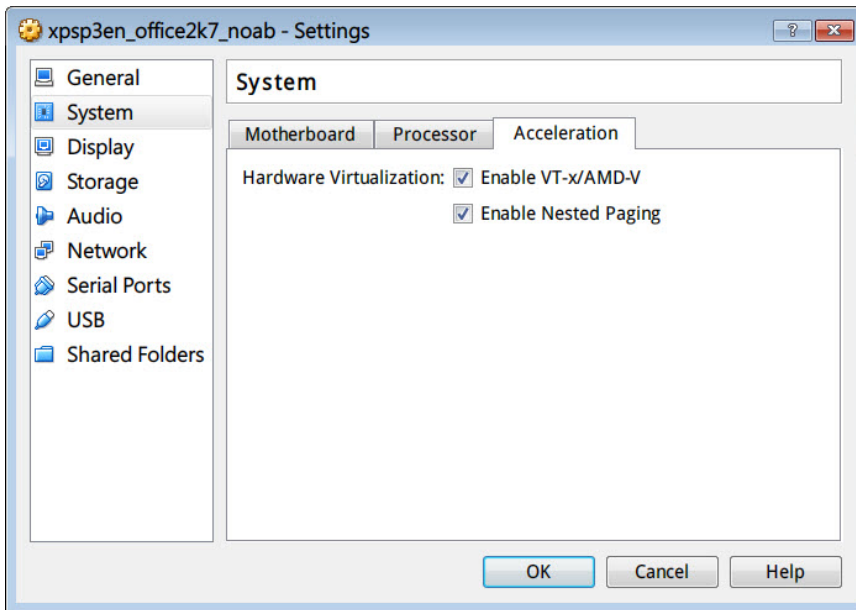 xpsp3en_office2k7_noab - Settings
General
System
Display
Storage
Audio
Network
Serial Ports
USB
Shared Folders
System
Motherboard Processor Acceleration
Hardware Virtualization: Enable VT-x/AMD-V
Enable Nested Paging
OK Cancel Help